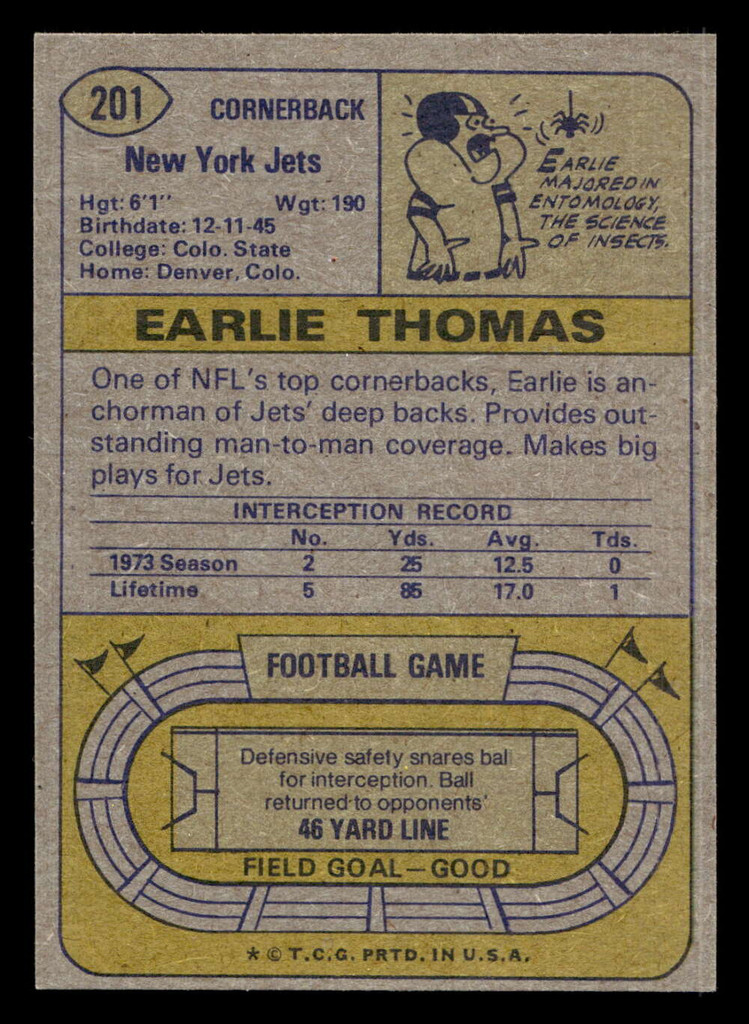 201
CORNERBACK
New York Jets
Hgt: 6'1" Wgt: 190
Birthdate: 12-11-45
College: Colo. State
Home: Denver, Colo.
EARLIE
MAJORED IN
ENTOMOLOGY,
THE SCIENCE
OF INSECTS.
EARLIE THOMAS
One of NFL's top cornerbacks, Earlie is an-
chorman of Jets' deep backs. Provides out-
standing man-to-man coverage. Makes big
plays for Jets.
INTERCEPTION RECORD
No. Yds. Avg. Tds.
1973 Season 2 25 12.5 0
Lifetime 5 85 17.0 1
FOOTBALL GAME
Defensive safety snares ball
for interception. Ball
returned to opponents'
46 YARD LINE
FIELD GOAL—GOOD
* © T.C.G. PRTD. IN U.S.A.